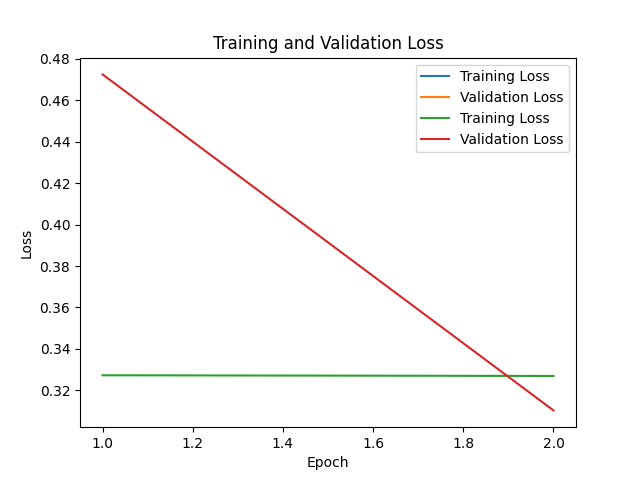 Training and Validation Loss
0.48
0.46
0.44
0.42
0.40
0.38
0.36
0.34
0.32
Loss
Training Loss
Validation Loss
Training Loss
Validation Loss
1.0 1.2 1.4 1.6 1.8 2.0
Epoch